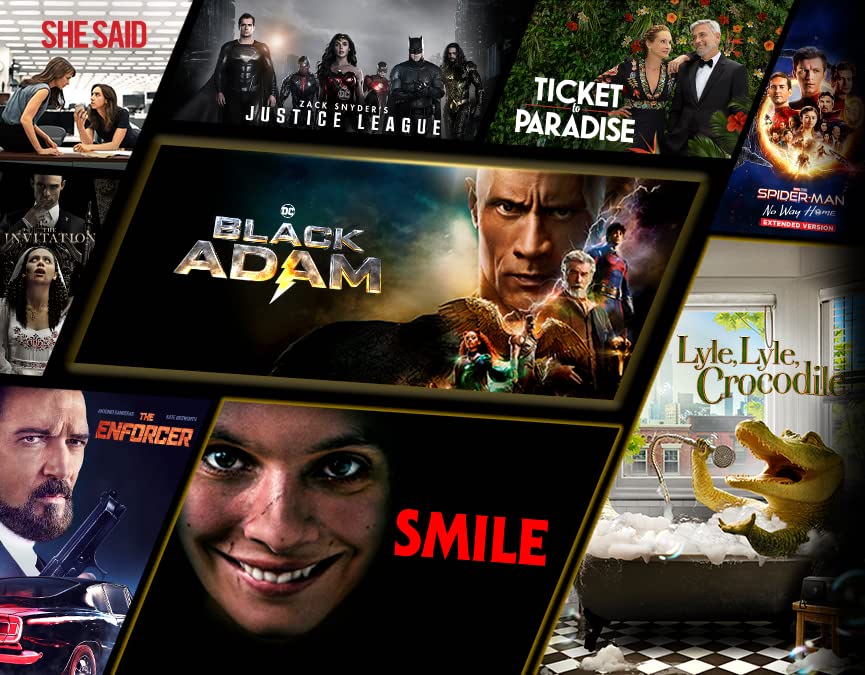 SHE SAID
ZACK SNYDER'S
JUSTICE LEAGUE
TICKET
to
PARADISE
SPIDER-MAN
No Way Home
EXTENDED VERSION
THE
INVITATION
DC
BLACK
ADAM
Lyle, Lyle,
Crocodile
ANTONIO BANDERAS
KATE BOSWORTH
THE
ENFORCER
SMILE